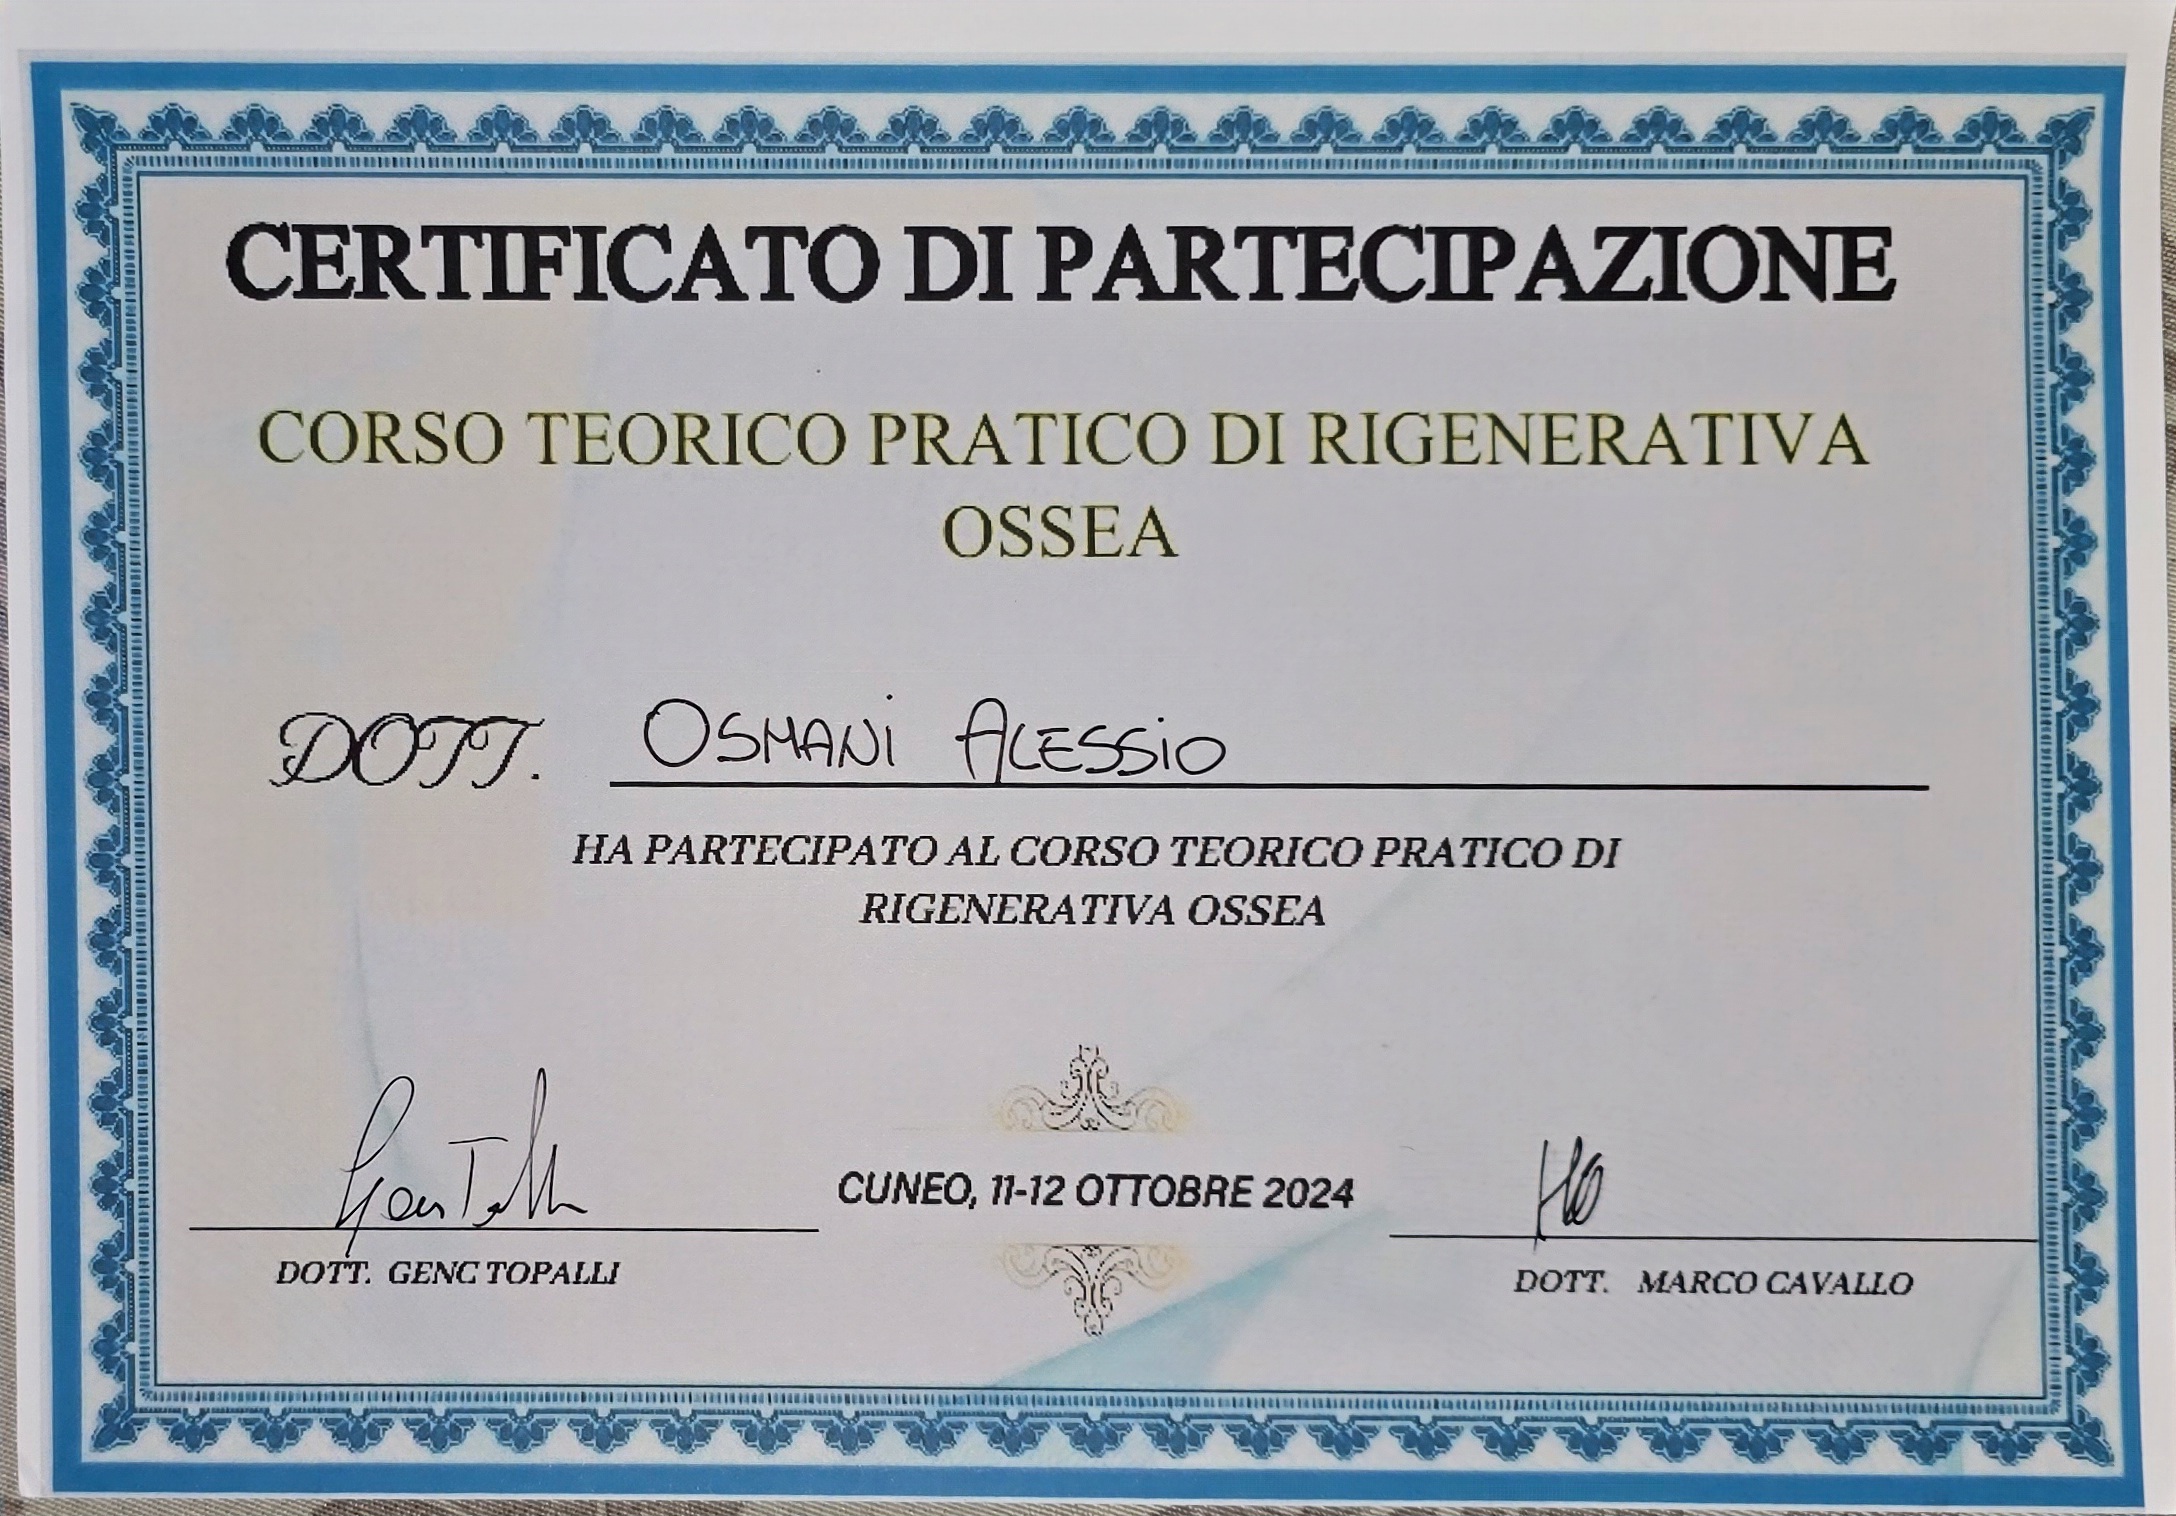 CERTIFICATO DI PARTECIPAZIONE
CORSO TEORICO PRATICO DI RIGENERATIVA
OSSEA
DOTT. OSMANI ALESSIO
HA PARTECIPATO AL CORSO TEORICO PRATICO DI
RIGENERATIVA OSSEA
CUNEO, 11-12 OTTOBRE 2024
DOTT. GENC TOPALLI
DOTT. MARCO CAVALLO